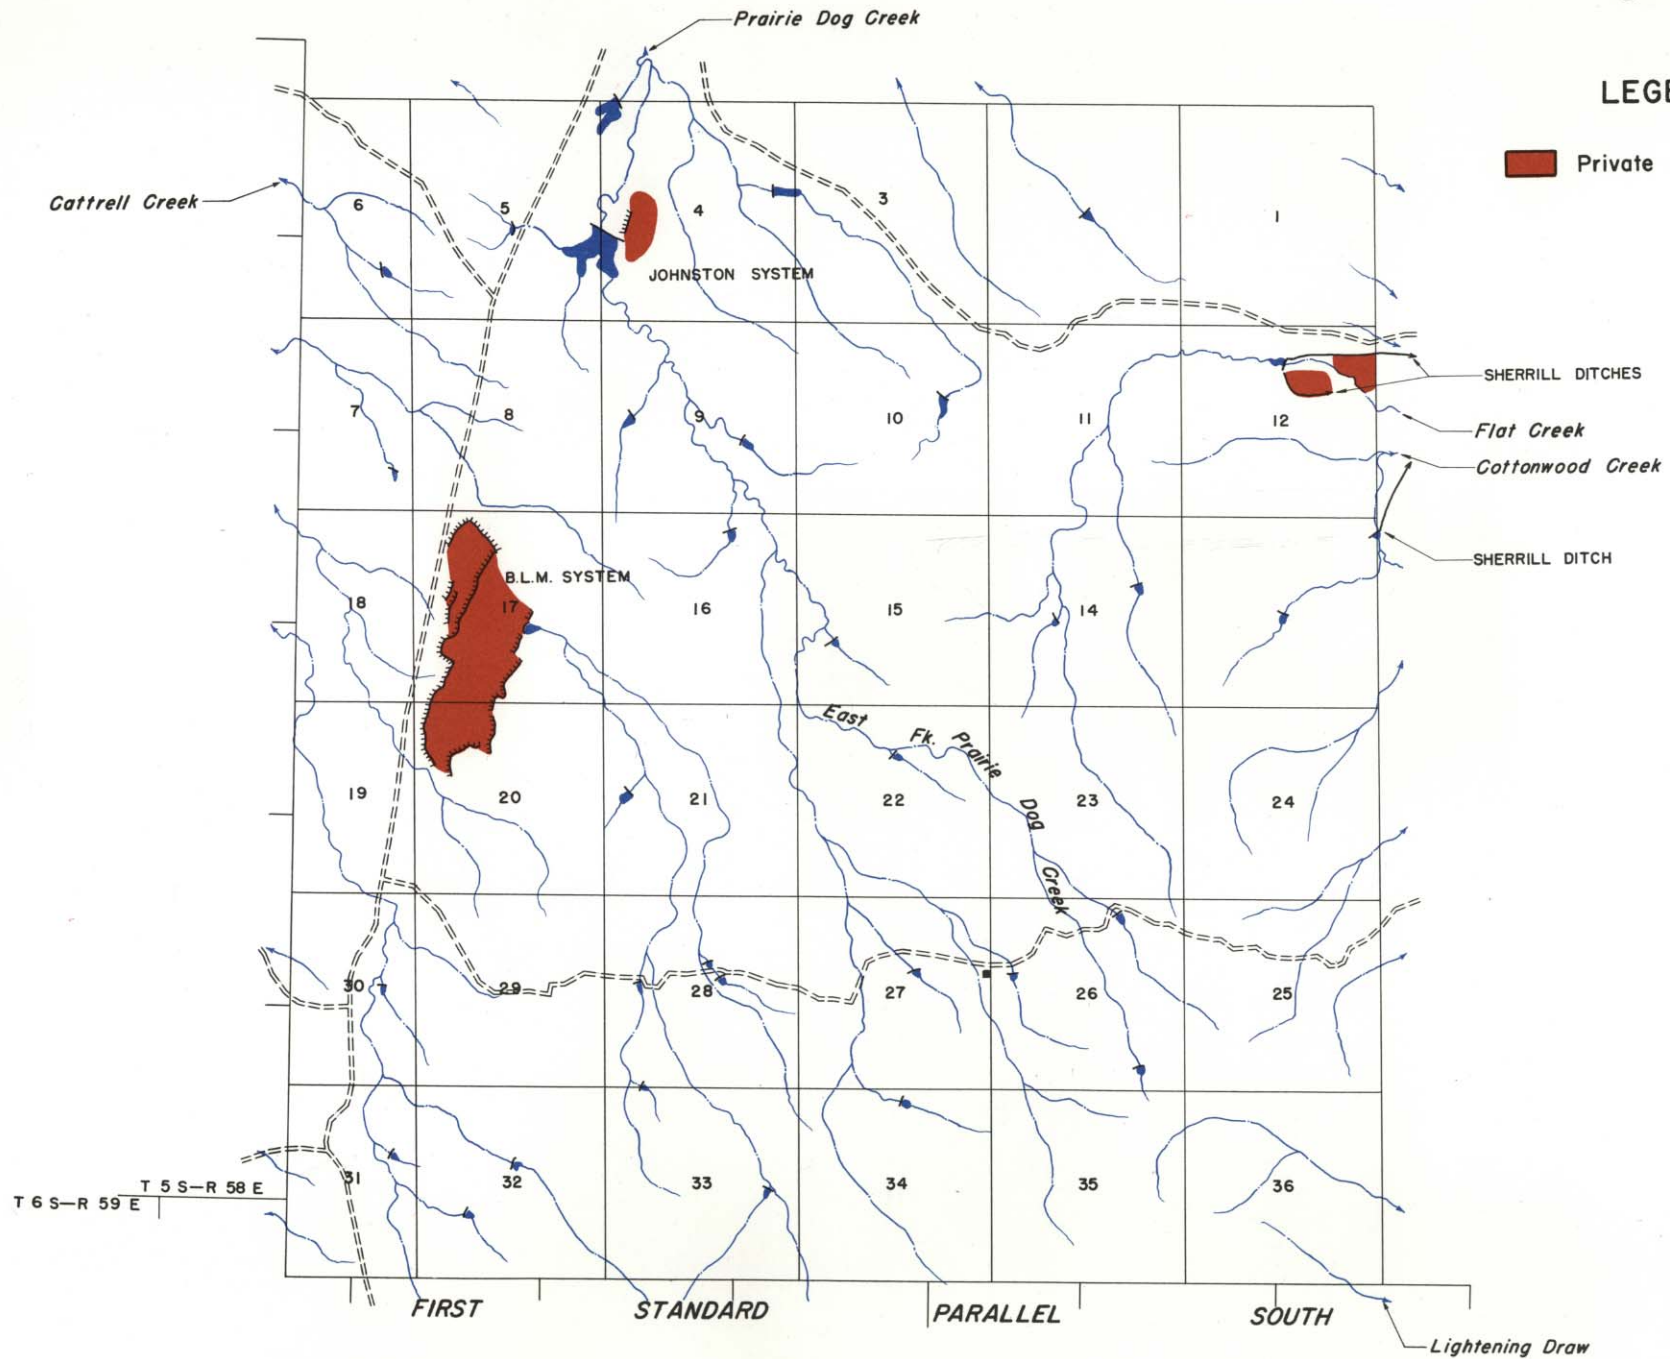 Prairie Dog Creek
LEGE
Private
Cattrell Creek
6
5
4
3
1
JOHNSTON SYSTEM
SHERRILL DITCHES
7
8
9
10
11
12
Flat Creek
Cottonwood Creek
SHERRILL DITCH
B.L.M. SYSTEM
18
17
16
15
14
East Fk. Prairie Dog Creek
19
20
21
22
23
24
30
29
28
27
26
25
31
32
33
34
35
36
T 5 S–R 58 E
T 6 S–R 59 E
FIRST STANDARD PARALLEL SOUTH
Lightening Draw